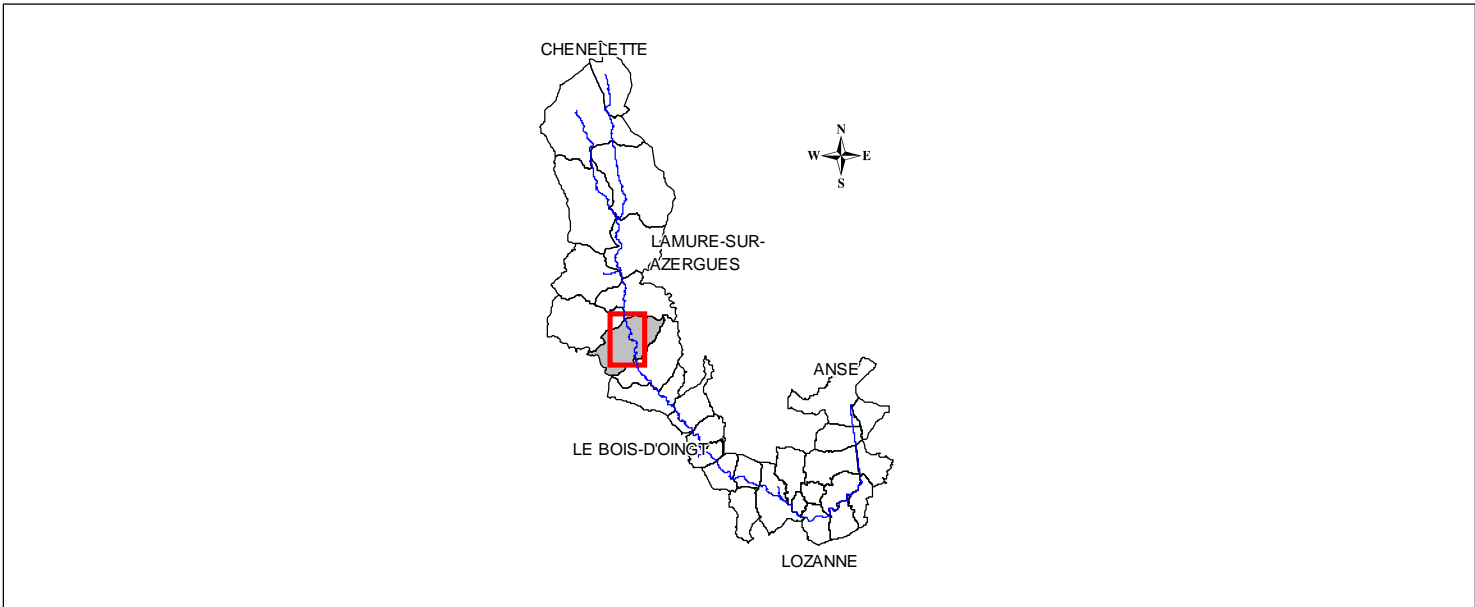 CHENELETTE
N
W E
S
LAMURE-SUR-
AZERGUES
ANSE
LE BOIS-D'OINGT
LOZANNE